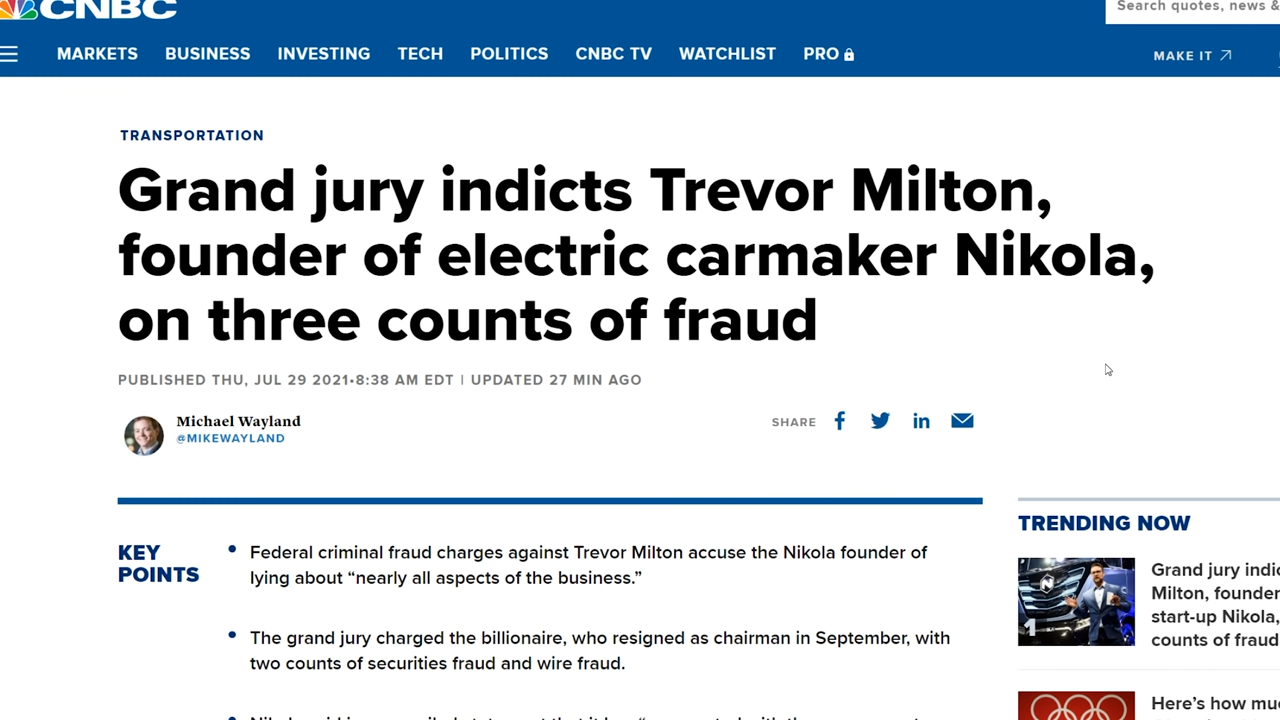 CNBC
Search quotes, news &
MARKETS BUSINESS INVESTING TECH POLITICS CNBC TV WATCHLIST PRO
MAKE IT
TRANSPORTATION
Grand jury indicts Trevor Milton,
founder of electric carmaker Nikola,
on three counts of fraud
PUBLISHED THU, JUL 29 2021•8:38 AM EDT | UPDATED 27 MIN AGO
Michael Wayland
@MIKEWAYLAND
SHARE
KEY
POINTS
Federal criminal fraud charges against Trevor Milton accuse the Nikola founder of
lying about “nearly all aspects of the business.”
The grand jury charged the billionaire, who resigned as chairman in September, with
two counts of securities fraud and wire fraud.
TRENDING NOW
1
Grand jury indic
Milton, founder
start-up Nikola,
counts of fraud
Here’s how mu